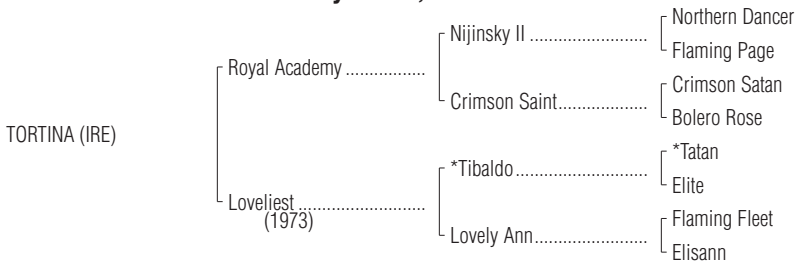 Northern Dancer
Nijinsky II ......................
Flaming Page
Royal Academy ................
Crimson Satan
Crimson Saint....................
Bolero Rose
TORTINA (IRE)
*Tatan
*Tibaldo.............................
Elite
Loveliest .........................
(1973)
Flaming Fleet
Lovely Ann.........................
Elisann